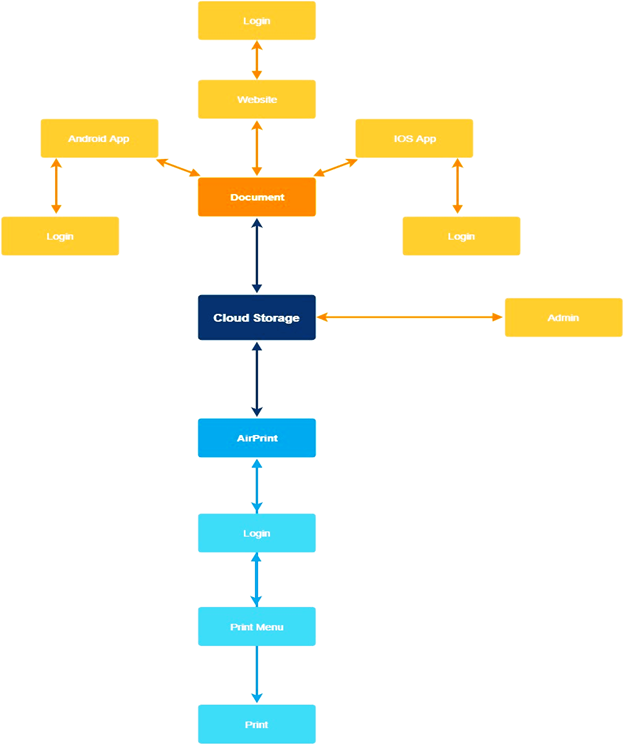 Login
Website
Android App
IOS App
Document
Login
Login
Cloud Storage
Admin
AirPrint
Login
Print Menu
Print